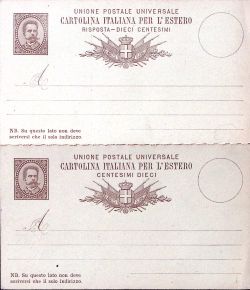 UNIONE POSTALE UNIVERSALE
CARTOLINA ITALIANA PER L'ESTERO
RISPOSTA-DIECI CENTESIMI
A
NB. Su questo lato non deve
scriversi che il solo indirizzo
UNIONE POSTALE UNIVERSALE
CARTOLINA ITALIANA PER L'ESTERO
CENTESIMI DIECI
A
NB. Su questo lato non deve
scriversi che il solo indirizzo